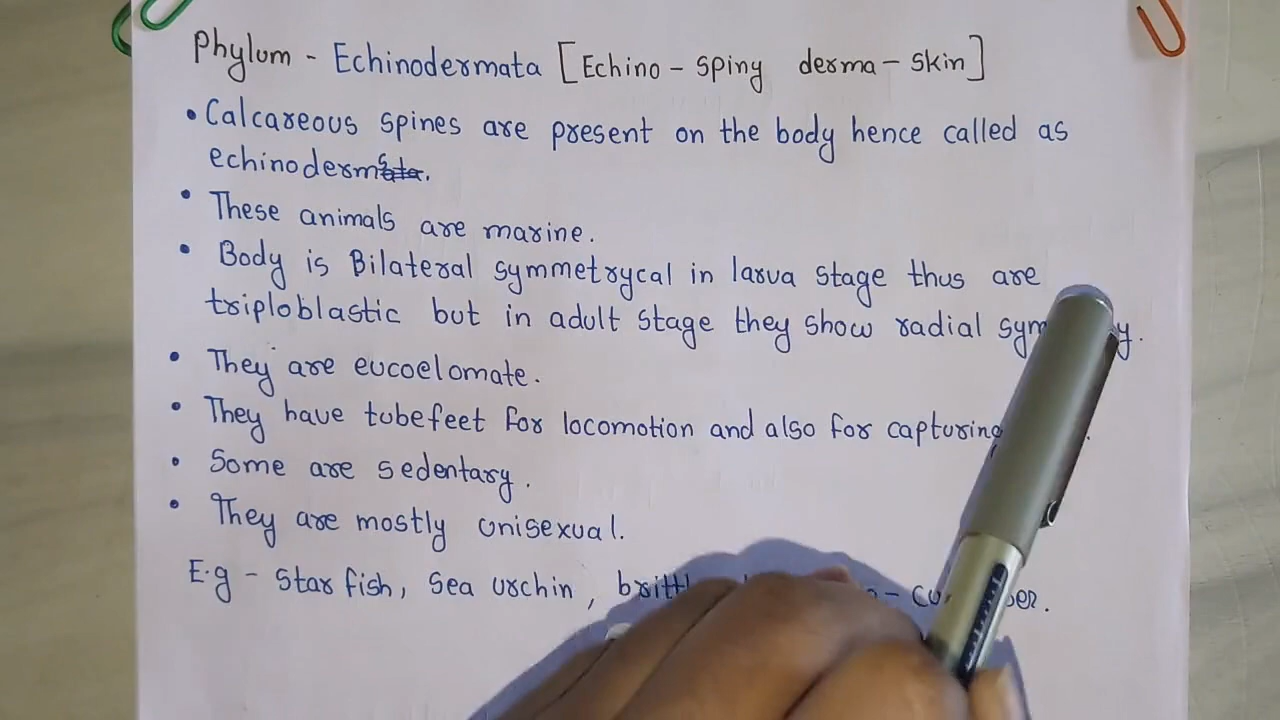 Phylum - Echinodermata [Echino - spiny derma - skin]
• Calcareous spines are present on the body hence called as
echinoderms.
• These animals are marine.
• Body is Bilateral symmetrycal in larva stage thus are
triploblastic but in adult stage they show radial
• They are eucoelomate.
• They have tubefeet for locomotion and also for capturing
• Some are sedentary.
• They are mostly unisexual.
E.g - Star fish, Sea urchin,